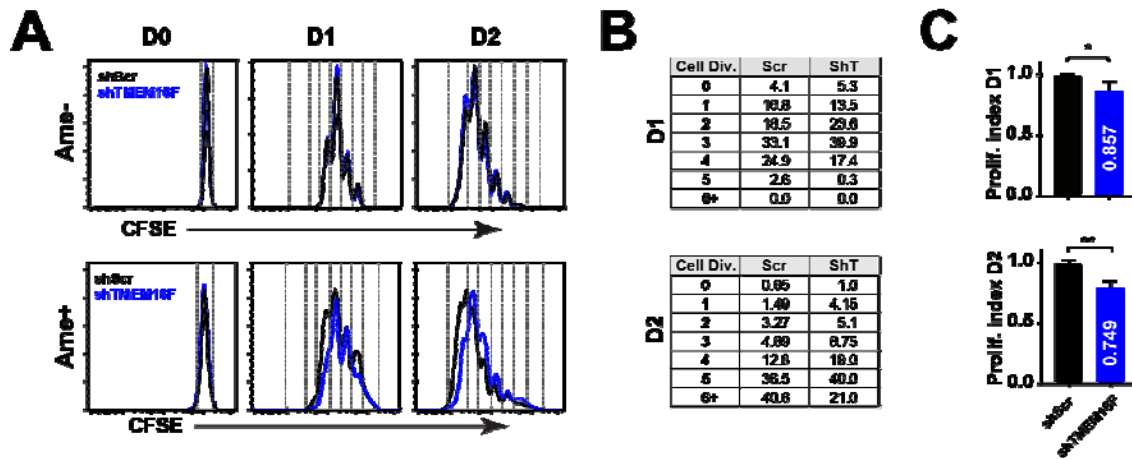 A
D0 D1 D2
shScr
shTMEM16F
Ame-
CFSE
shScr
shTMEM16F
Ame+
CFSE
B
D1
Cell Div. Scr ShT
0 4.1 5.3
1 16.8 13.5
2 18.5 23.6
3 33.1 39.9
4 24.9 17.4
5 2.6 0.3
6+ 0.0 0.0
D2
Cell Div. Scr ShT
0 0.65 1.0
1 1.49 4.15
2 3.27 5.1
3 4.69 8.75
4 12.8 19.0
5 36.5 40.0
6+ 40.6 21.0
C
Prolif. index D1
1.0
0.5
0.0
*
0.857
Prolif. index D2
1.0
0.5
0.0
**
0.749
shScr
shTMEM16F